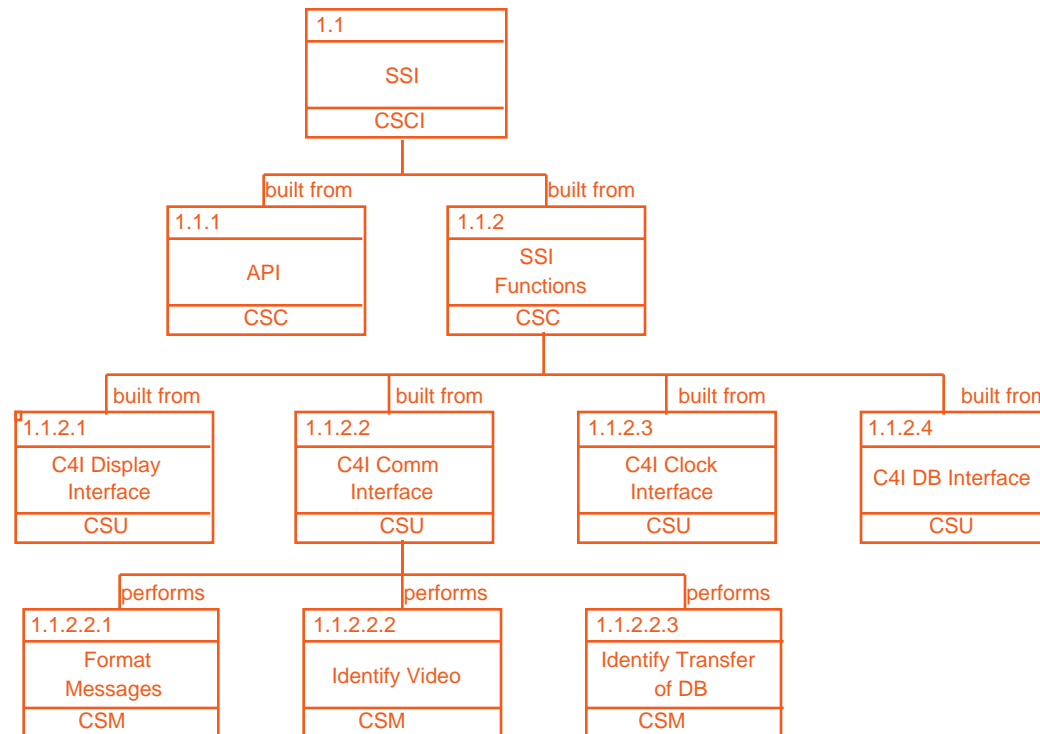 1.1
SSI
CSCI
built from
built from
1.1.1
API
CSC
1.1.2
SSI
Functions
CSC
built from
built from
built from
built from
1.1.2.1
C4I Display
Interface
CSU
1.1.2.2
C4I Comm
Interface
CSU
1.1.2.3
C4I Clock
Interface
CSU
1.1.2.4
C4I DB Interface
CSU
performs
performs
performs
1.1.2.2.1
Format
Messages
CSM
1.1.2.2.2
Identify Video
CSM
1.1.2.2.3
Identify Transfer
of DB
CSM